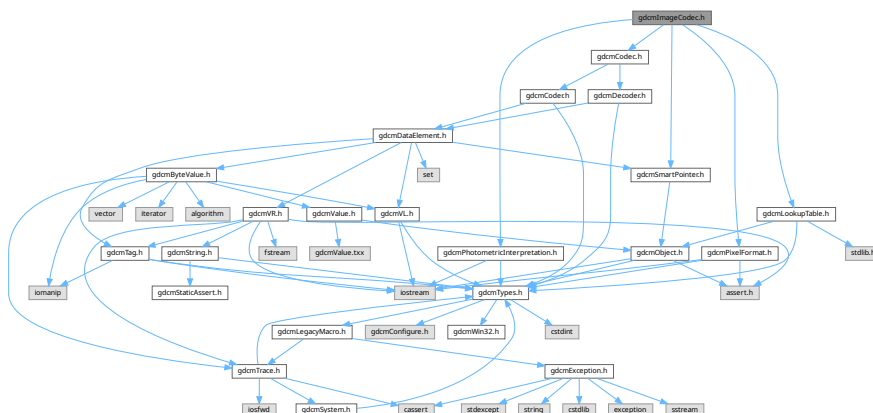 gdcmImageCodec.h
gdcmCodec.h
gdcmCoder.h
gdcmDecoder.h
gdcmDataElement.h
gdcmByteValue.h
set
gdcmSmartPointer.h
vector
iterator
algorithm
gdcmVR.h
gdcmValue.h
gdcmVL.h
gdcmLookupTable.h
gdcmTag.h
gdcmString.h
fstream
gdcmValue.txx
gdcmPhotometricInterpretation.h
gdcmObject.h
gdcmPixelFormat.h
stdlib.h
iomanip
gdcmStaticAssert.h
iostream
gdcmTypes.h
assert.h
gdcmLegacyMacro.h
gdcmConfigure.h
gdcmWin32.h
cstdint
gdcmTrace.h
gdcmException.h
iosfwd
gdcmSystem.h
cassert
stdexcept
string
cstdlib
exception
sstream